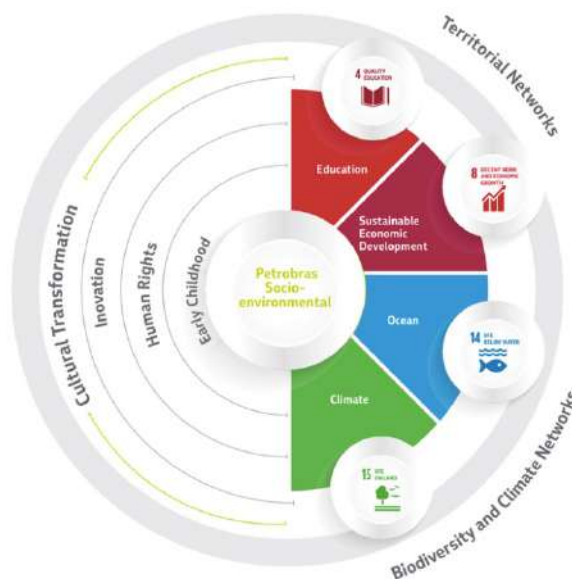 Territorial Networks
4 QUALITY
EDUCATION
8 DECENT WORK
AND ECONOMIC
GROWTH
Education
Sustainable
Economic
Development
Cultural Transformation
Inovation
Human Rights
Early Childhood
Petrobras
Socio-
environmental
Ocean
14 LIFE
BELOW WATER
Climate
15 LIFE
ON LAND
Biodiversity and Climate Networks